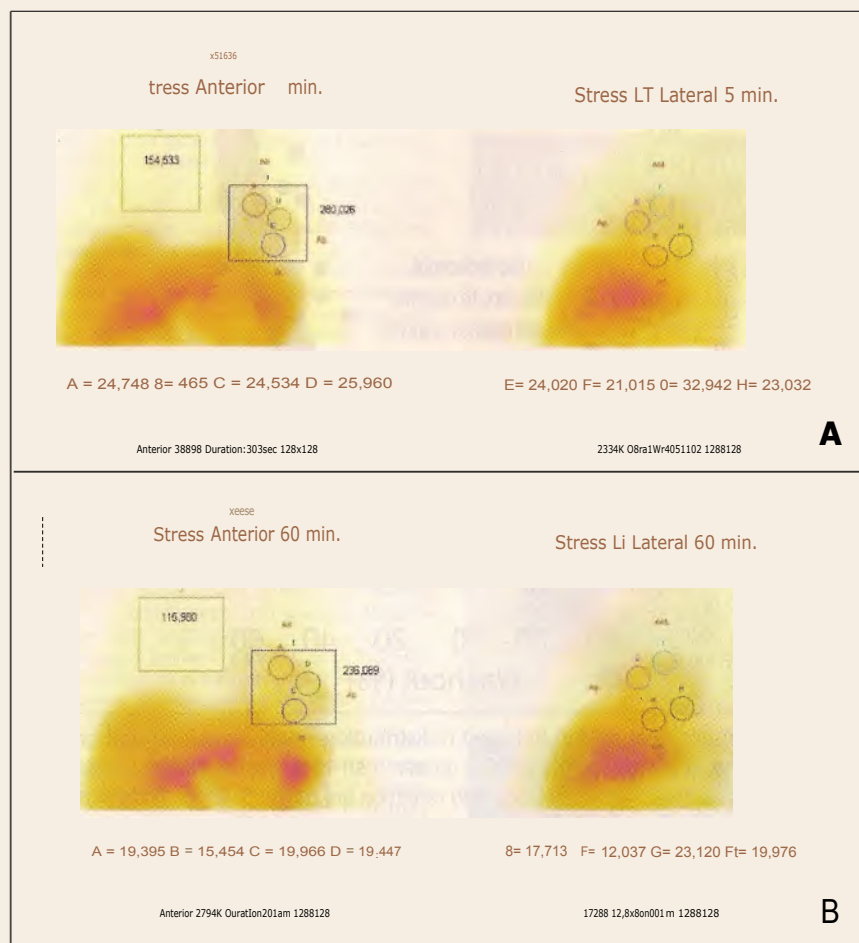 x51636
tress Anterior min.
Stress LT Lateral 5 min.
154,533
280,026
Ap.
A = 24,748 8= 465 C = 24,534 D = 25,960
E= 24,020 F= 21,015 0= 32,942 H= 23,032
Anterior 38898 Duration:303sec 128x128
2334K O8ra1Wr4051102 1288128
A
xeese
Stress Anterior 60 min.
Stress Li Lateral 60 min.
236,089
A = 19,395 B = 15,454 C = 19,966 D = 19.447
8= 17,713 F= 12,037 G= 23,120 Ft= 19,976
Anterior 2794K OuratIon201am 1288128
17288 12,8x8on001m 1288128
B